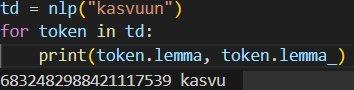 td = nlp("kasvuun")
for token in td:
    print(token.lemma, token.lemma_)
6832482988421117539 kasvu